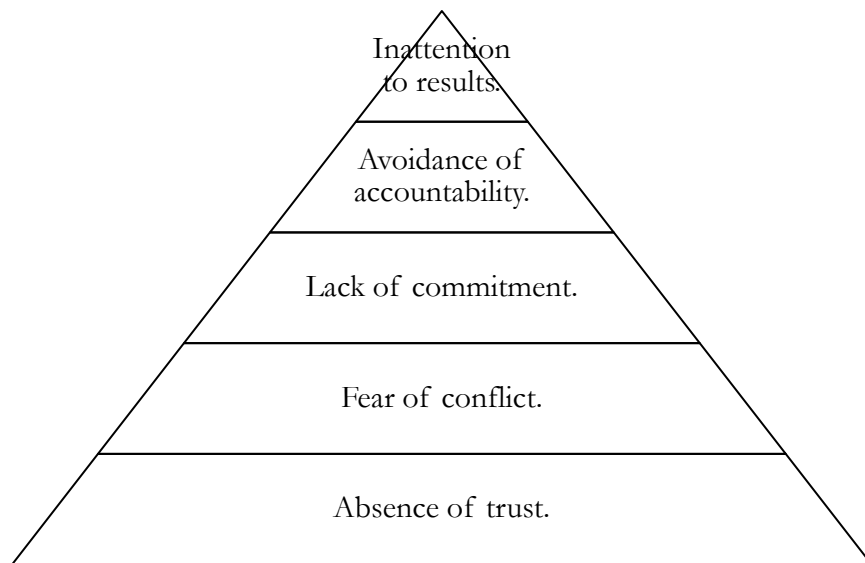 Inattention
to results.
Avoidance of
accountability.
Lack of commitment.
Fear of conflict.
Absence of trust.